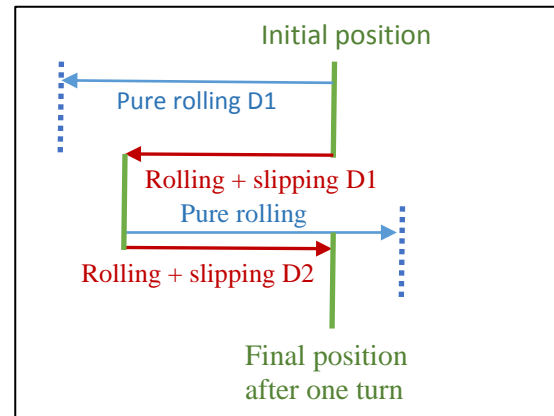 Initial position
Pure rolling D1
Rolling + slipping D1
Pure rolling
Rolling + slipping D2
Final position
after one turn